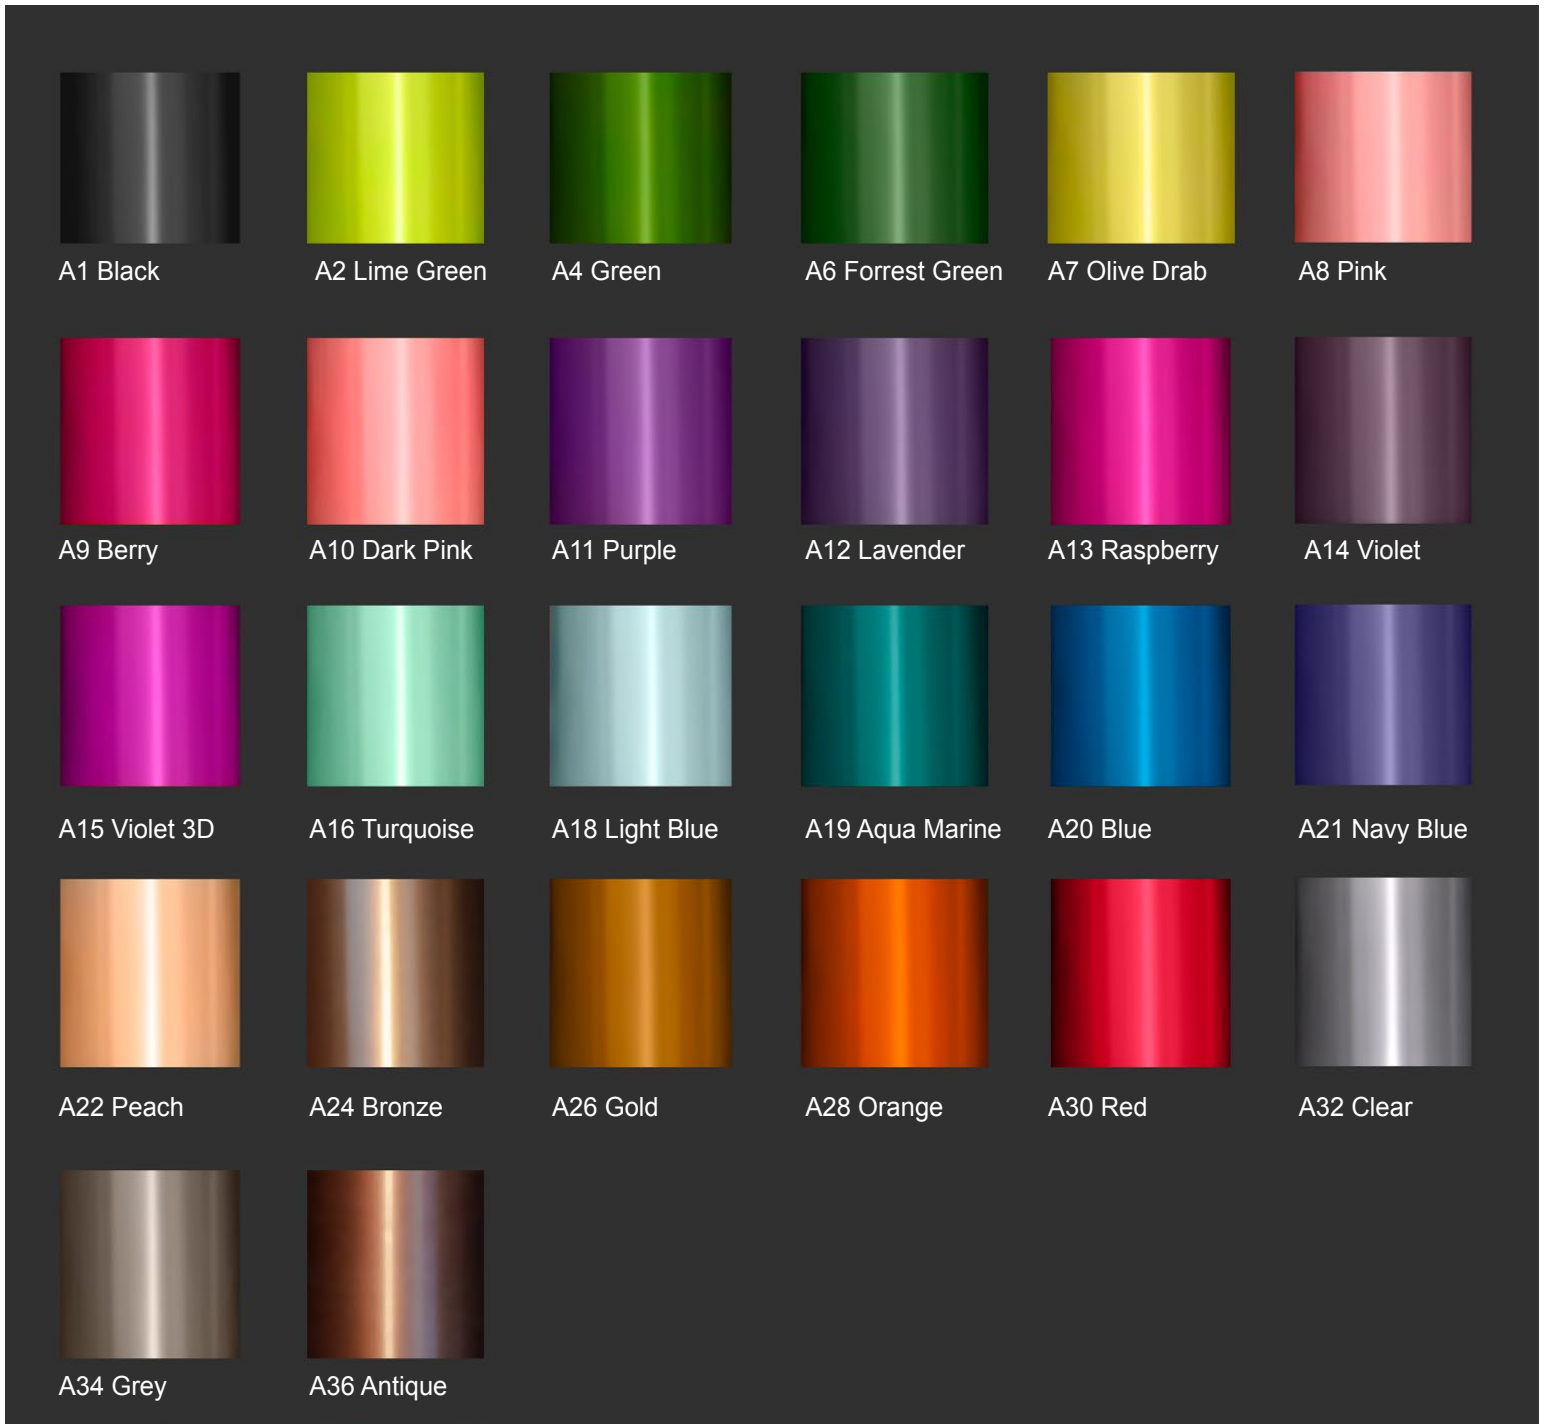 A1 Black
A2 Lime Green
A4 Green
A6 Forrest Green
A7 Olive Drab
A8 Pink
A9 Berry
A10 Dark Pink
A11 Purple
A12 Lavender
A13 Raspberry
A14 Violet
A15 Violet 3D
A16 Turquoise
A18 Light Blue
A19 Aqua Marine
A20 Blue
A21 Navy Blue
A22 Peach
A24 Bronze
A26 Gold
A28 Orange
A30 Red
A32 Clear
A34 Grey
A36 Antique